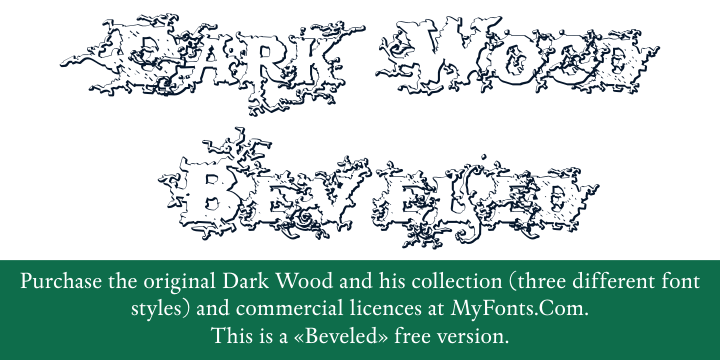 Dark Wood
Beveled
Purchase the original Dark Wood and his collection (three different font
styles) and commercial licences at MyFonts.Com.
This is a «Beveled» free version.